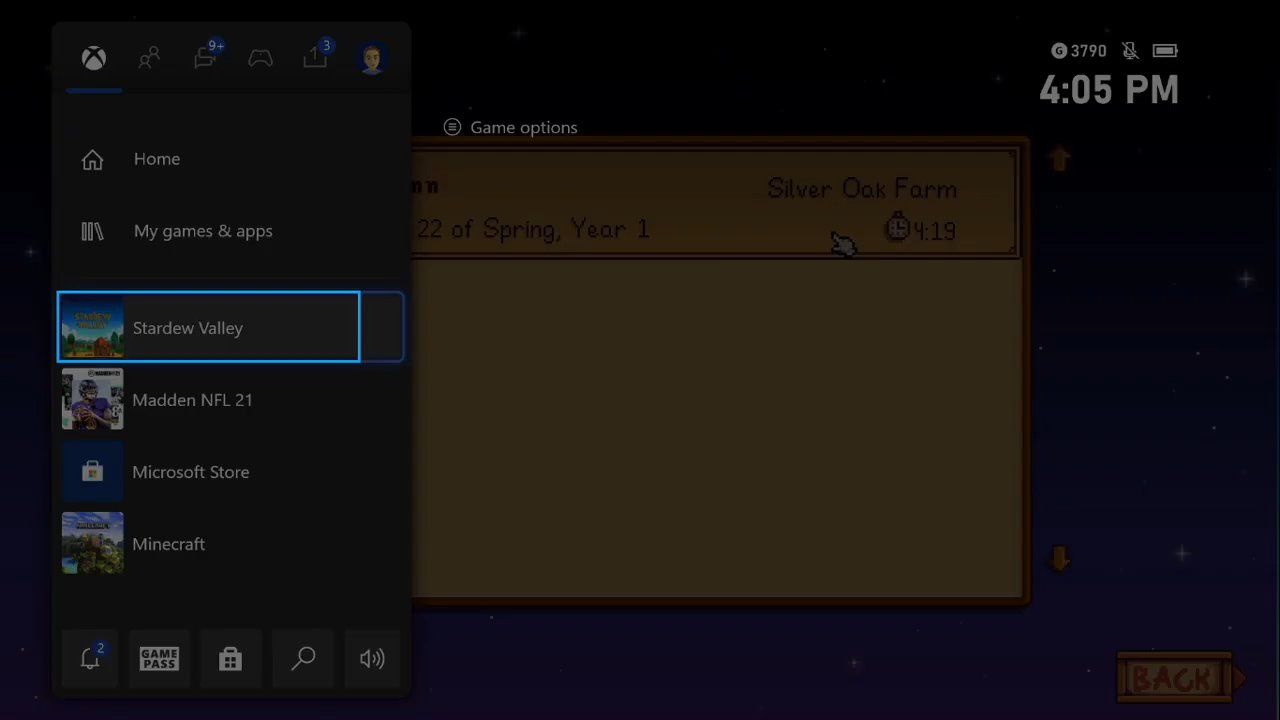 9+
3
3790
4:05 PM
Game options
Home
Silver Oak Farm
22 of Spring, Year 1
4:19
My games & apps
Stardew Valley
Madden NFL 21
Microsoft Store
Minecraft
2
GAME
PASS
BACK